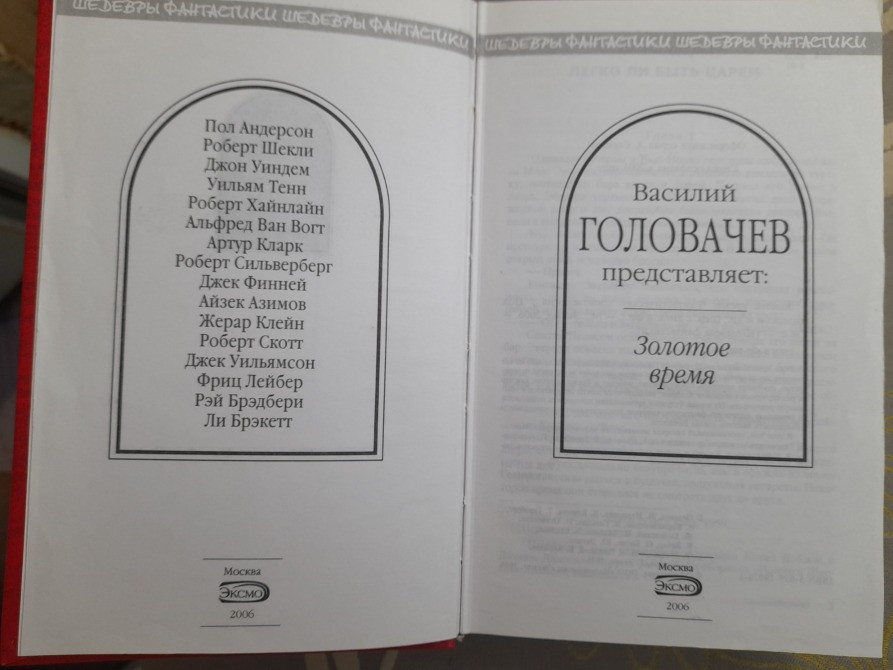 ШЕДЕВРЫ ФАНТАСТИКИ ШЕДЕВРЫ ФАНТАСТИКИ
Пол Андерсон
Роберт Шекли
Джон Уиндем
Уильям Тенн
Роберт Хайнлайн
Альфред Ван Вогт
Артур Кларк
Роберт Сильверберг
Джек Финней
Айзек Азимов
Жерар Клейн
Роберт Скотт
Джек Уильямсон
Фриц Лейбер
Рэй Брэдбери
Ли Брэкетт
Москва
ЭКСМО
2006
ШЕДЕВРЫ ФАНТАСТИКИ ШЕДЕВРЫ ФАНТАСТИКИ
Василий
ГОЛОВАЧЕВ
представляет:
Золотое
время
Москва
ЭКСМО
2006